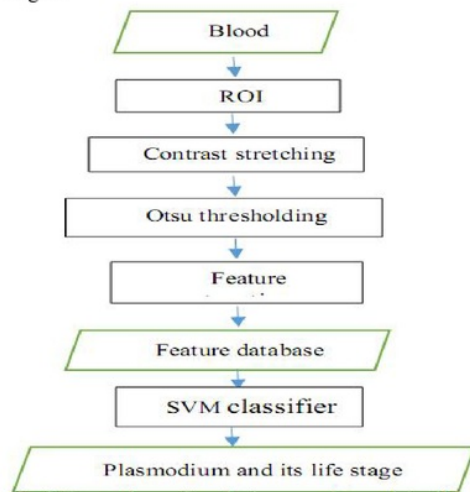 Blood
ROI
Contrast stretching
Otsu thresholding
Feature
Feature database
SVM classifier
Plasmodium and its life stage